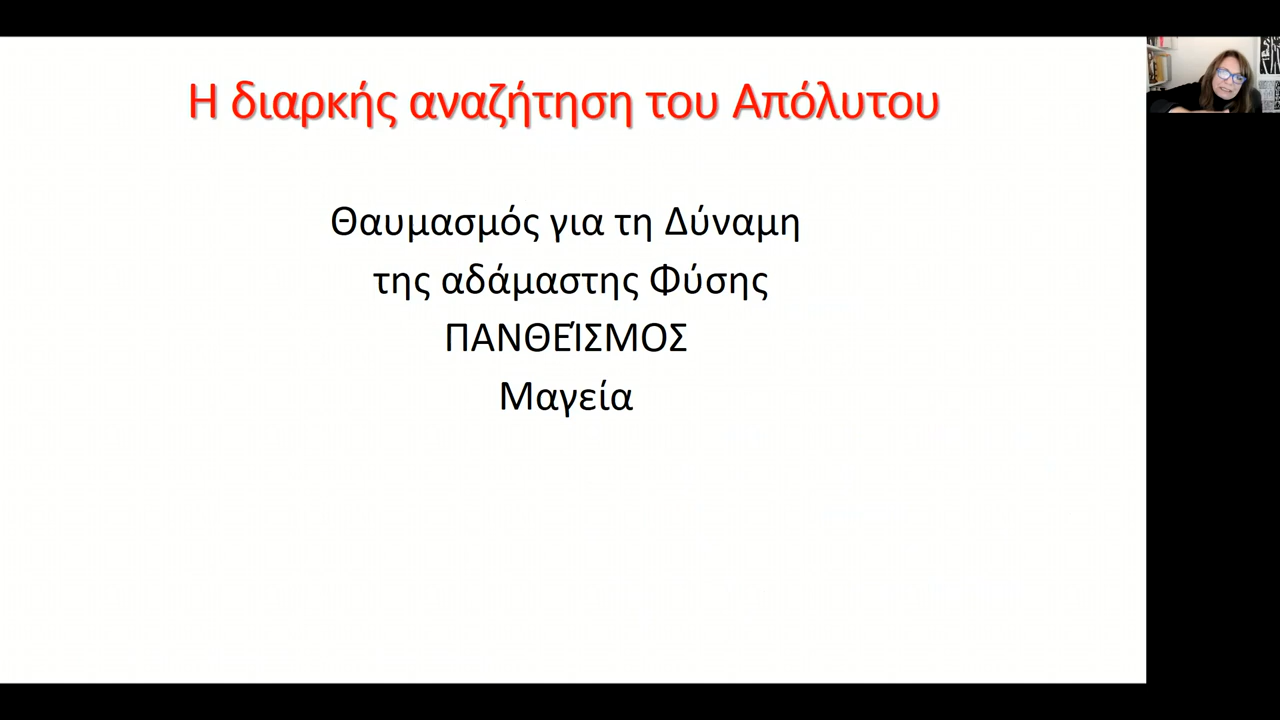 Η διαρκής αναζήτηση του Απόλυτου
Θαυμασμός για τη Δύναμη
της αδάμαστης Φύσης
ΠΑΝΘΕΪΣΜΟΣ
Μαγεία